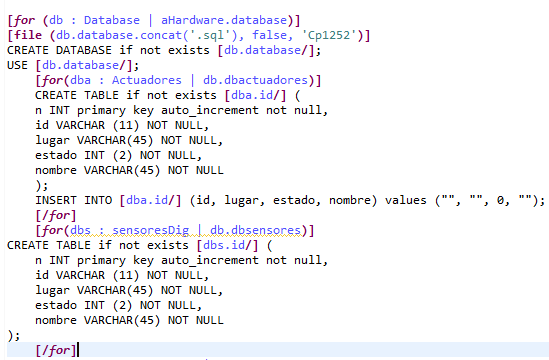 [for (db : Database | aHardware.database)]
[file (db.database.concat('.sql'), false, 'Cp1252')]
CREATE DATABASE if not exists [db.database/];
USE [db.database/];
[for(dba : Actuadores | db.dbactuadores)]
CREATE TABLE if not exists [dba.id/] (
n INT primary key auto_increment not null,
id VARCHAR (11) NOT NULL,
lugar VARCHAR(45) NOT NULL,
estado INT (2) NOT NULL,
nombre VARCHAR(45) NOT NULL
);
INSERT INTO [dba.id/] (id, lugar, estado, nombre) values ("", "", 0, "");
[/for]
[for(dbs : sensoresDig | db.dbsensores)]
CREATE TABLE if not exists [dbs.id/] (
n INT primary key auto_increment not null,
id VARCHAR (11) NOT NULL,
lugar VARCHAR(45) NOT NULL,
estado INT (2) NOT NULL,
nombre VARCHAR(45) NOT NULL
);
[/for]